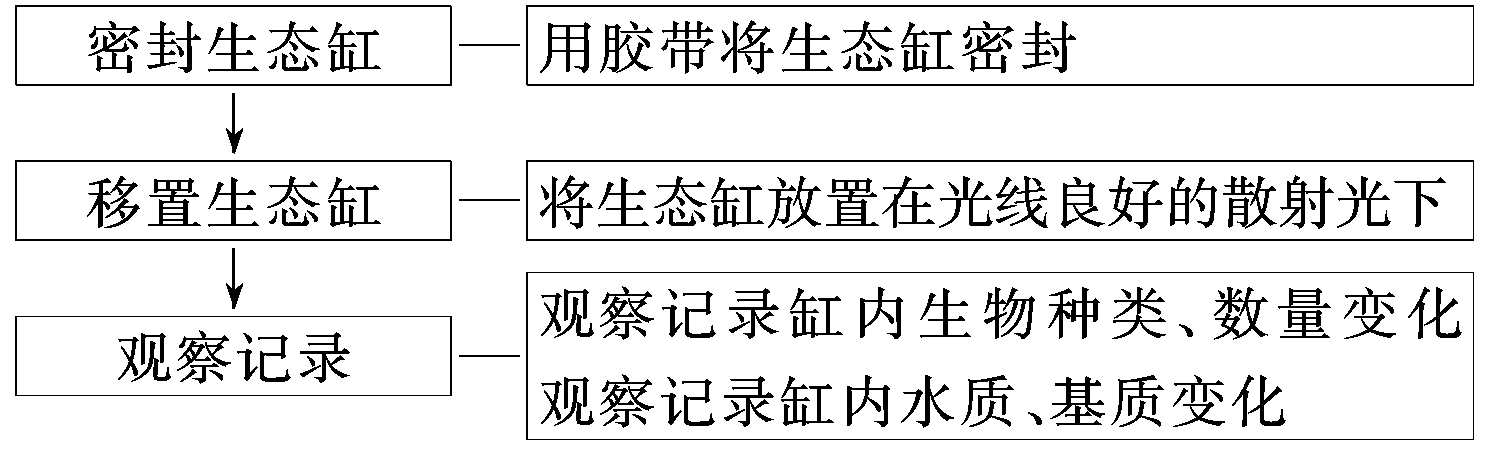 密封生态缸
用胶带将生态缸密封
移置生态缸
将生态缸放置在光线良好的散射光下
观察记录
观察记录缸内生物种类、数量变化
观察记录缸内水质、基质变化